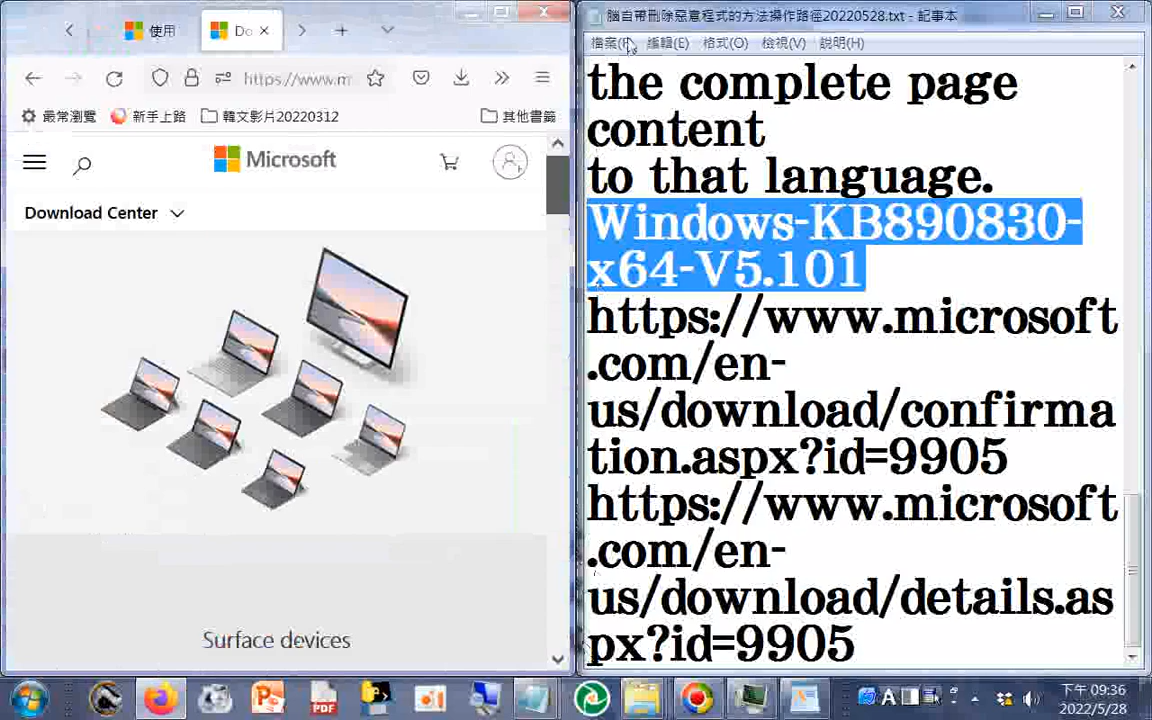 使用
Do
https://www.m
最常瀏覽
新手上路
韓文影片20220312
其他書籤
Microsoft
Download Center
Surface devices
腦自帶刪除惡意程式的方法操作路徑20220528.txt - 記事本
檔案(F) 編輯(E) 格式(O) 檢視(V) 說明(H)
the complete page
content
to that language.
Windows-KB890830-
x64-V5.101
https://www.microsoft
.com/en-
us/download/confirma
tion.aspx?id=9905
https://www.microsoft
.com/en-
us/download/details.as
px?id=9905
PDF
A
下午 09:36
2022/5/28